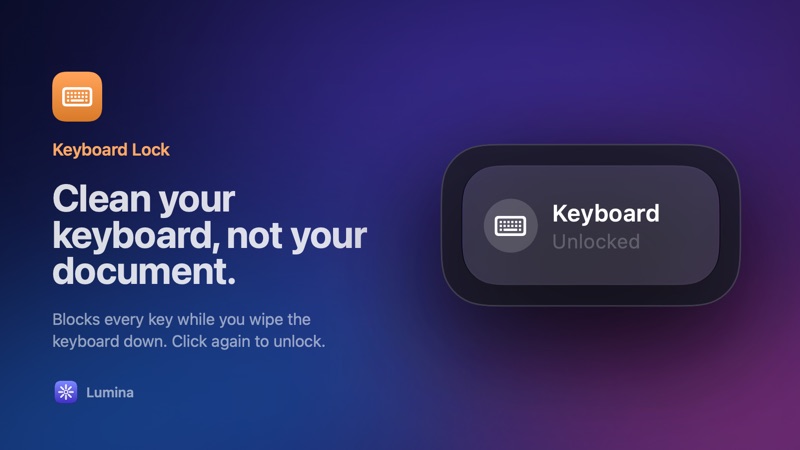 Keyboard Lock
Clean your
keyboard, not your
document.
Blocks every key while you wipe the
keyboard down. Click again to unlock.
Lumina
Keyboard
Unlocked